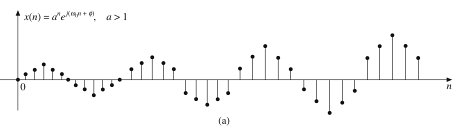 x(n) = aⁿe^{j(ω₀n + ϕ)},   a > 1
0
n
(a)